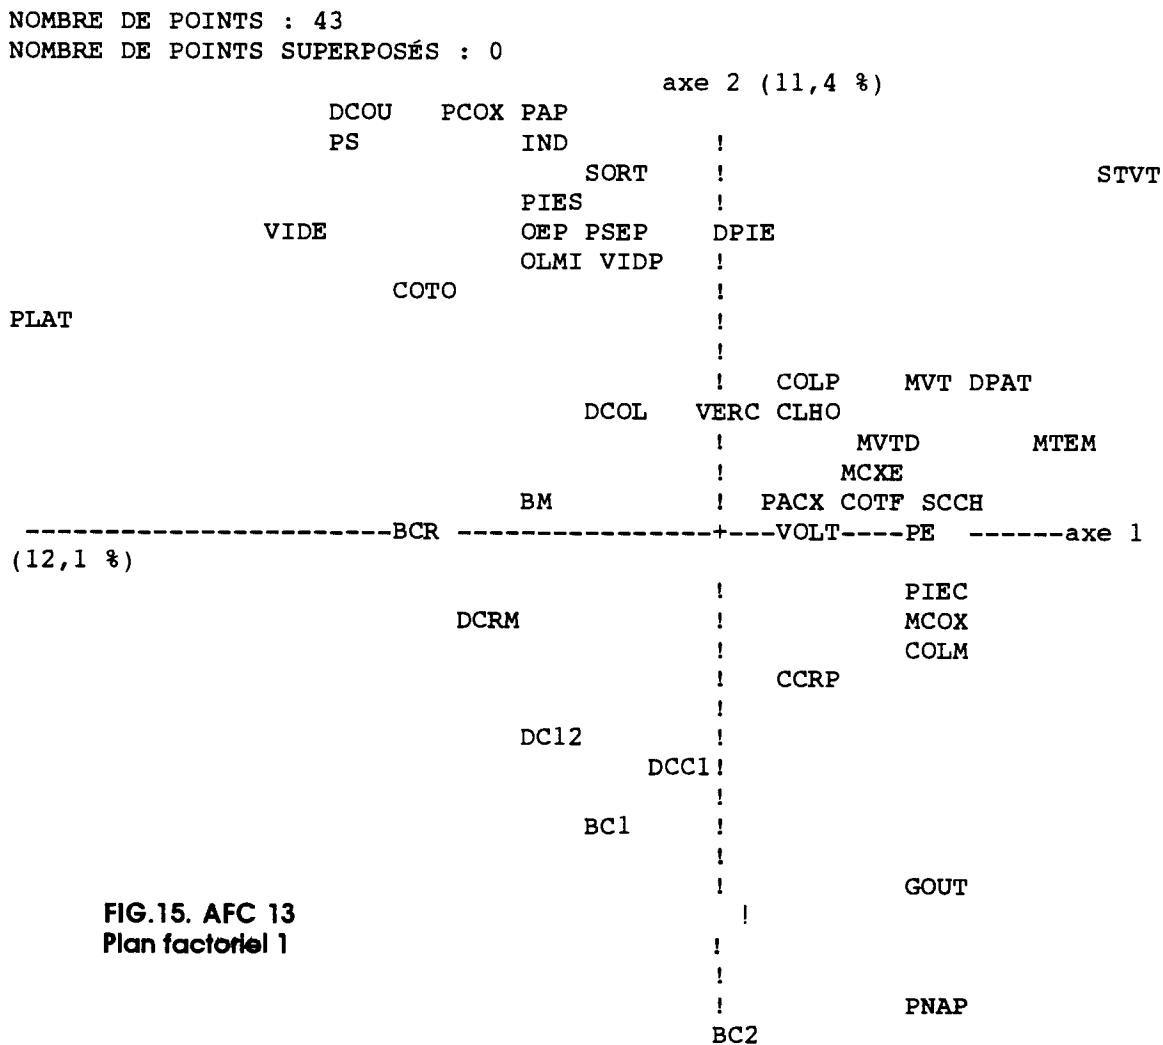 NOMBRE DE POINTS : 43
NOMBRE DE POINTS SUPERPOSÉS : 0
axe 2 (11,4 %)
DCOU PCOX PAP
PS IND !
SORT ! STVT
PIES !
VIDE OEP PSEP DPIE
OLMI VIDP !
COTO !
PLAT !
!
! COLP MVT DPAT
DCOL VERC CLHO
! MVTD MTEM
! MCXE
BM ! PACX COTF SCCH
-----------------------BCR ----------------+---VOLT----PE ------axe 1
(12,1 %)
! PIEC
DCRM ! MCOX
! COLM
! CCRP
!
DC12 !
DCC1!
!
BC1 !
!
! GOUT
FIG.15. AFC 13 !
Plan factoriel 1 !
!
! PNAP
BC2